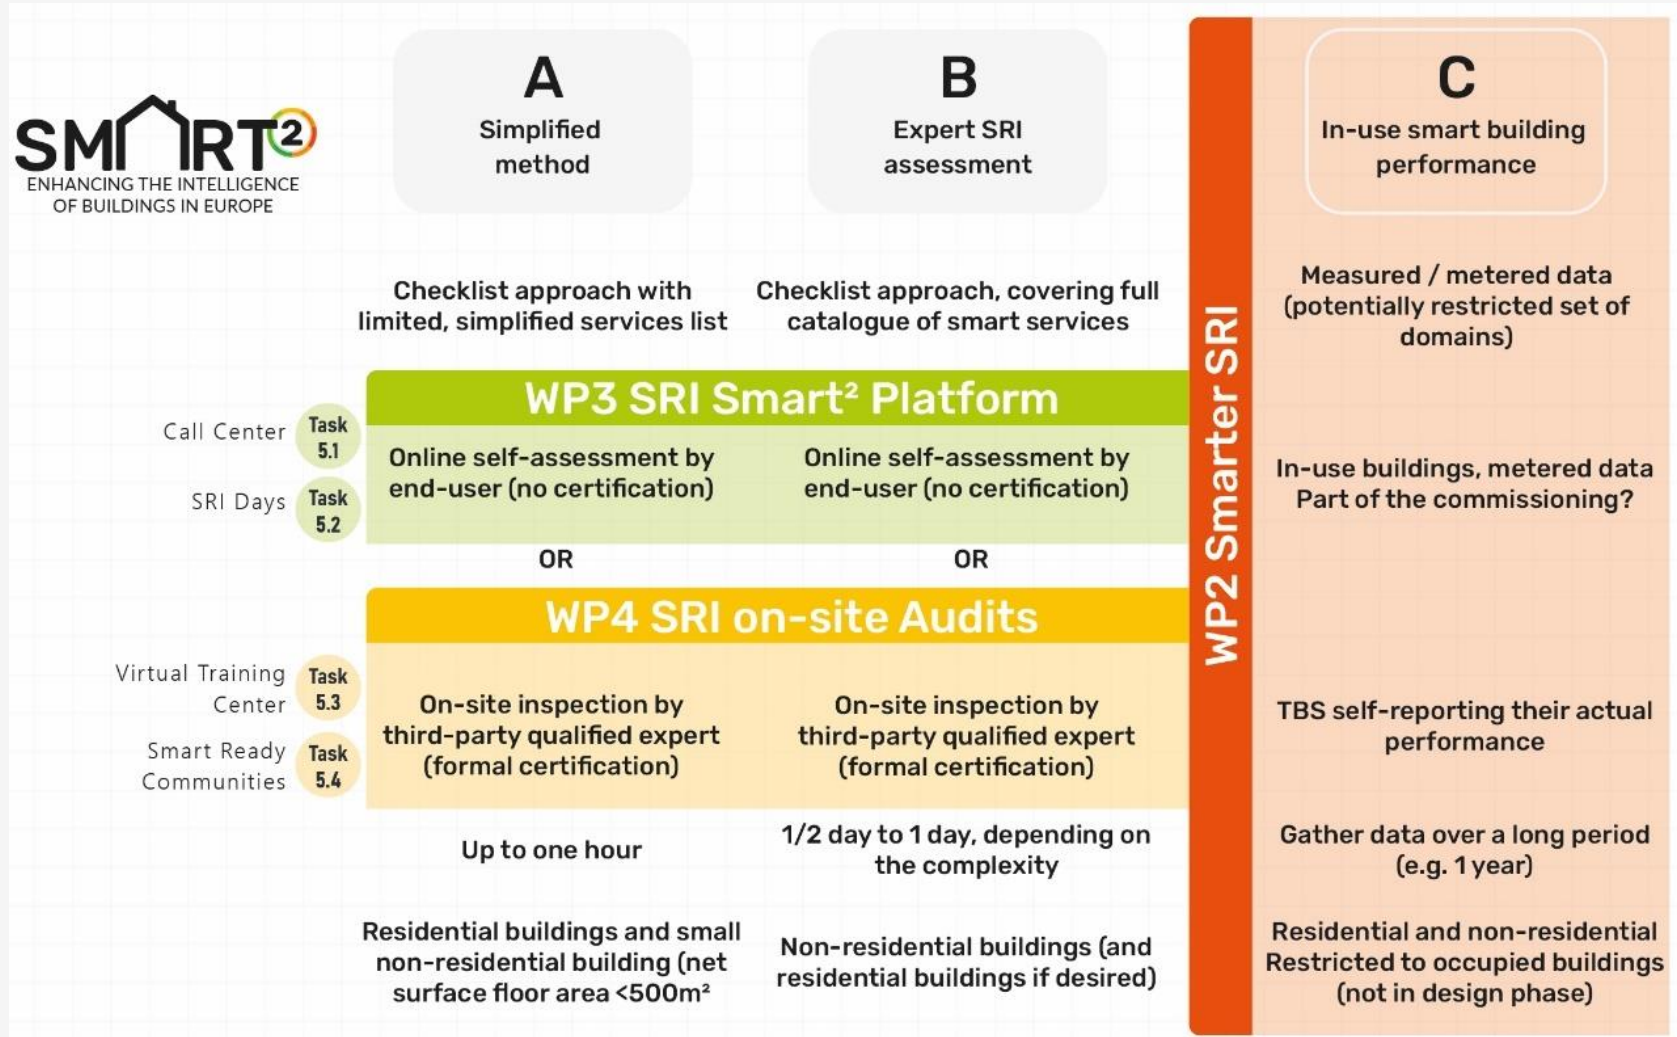 SMART²
ENHANCING THE INTELLIGENCE
OF BUILDINGS IN EUROPE
A
Simplified
method
B
Expert SRI
assessment
C
In-use smart building
performance
Checklist approach with
limited, simplified services list
Checklist approach, covering full
catalogue of smart services
Measured / metered data
(potentially restricted set of
domains)
WP2 Smarter SRI
WP3 SRI Smart² Platform
Call Center
Task
5.1
SRI Days
Task
5.2
Online self-assessment by
end-user (no certification)
Online self-assessment by
end-user (no certification)
In-use buildings, metered data
Part of the commissioning?
OR
OR
WP4 SRI on-site Audits
Virtual Training
Center
Task
5.3
Smart Ready
Communities
Task
5.4
On-site inspection by
third-party qualified expert
(formal certification)
On-site inspection by
third-party qualified expert
(formal certification)
TBS self-reporting their actual
performance
Up to one hour
1/2 day to 1 day, depending on
the complexity
Gather data over a long period
(e.g. 1 year)
Residential buildings and small
non-residential building (net
surface floor area <500m²
Non-residential buildings (and
residential buildings if desired)
Residential and non-residential
Restricted to occupied buildings
(not in design phase)